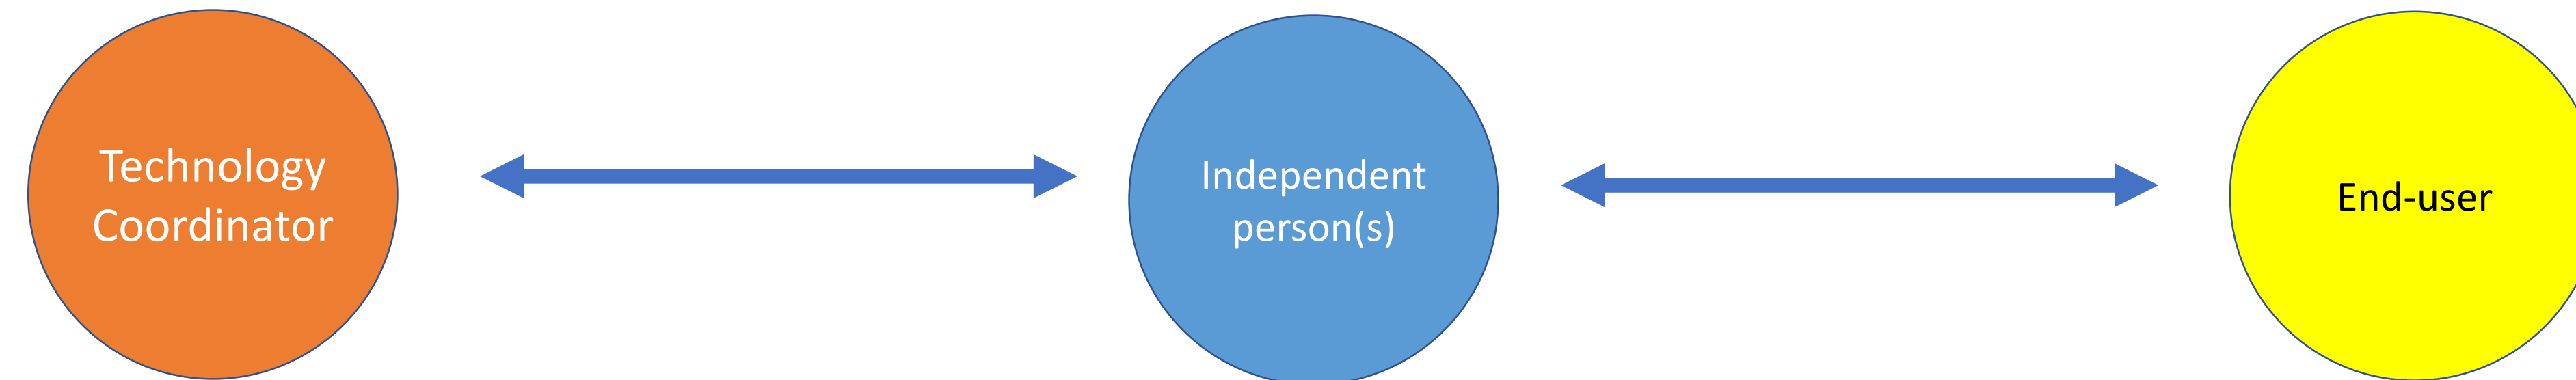 Technology
Coordinator
Independent
person(s)
End-user